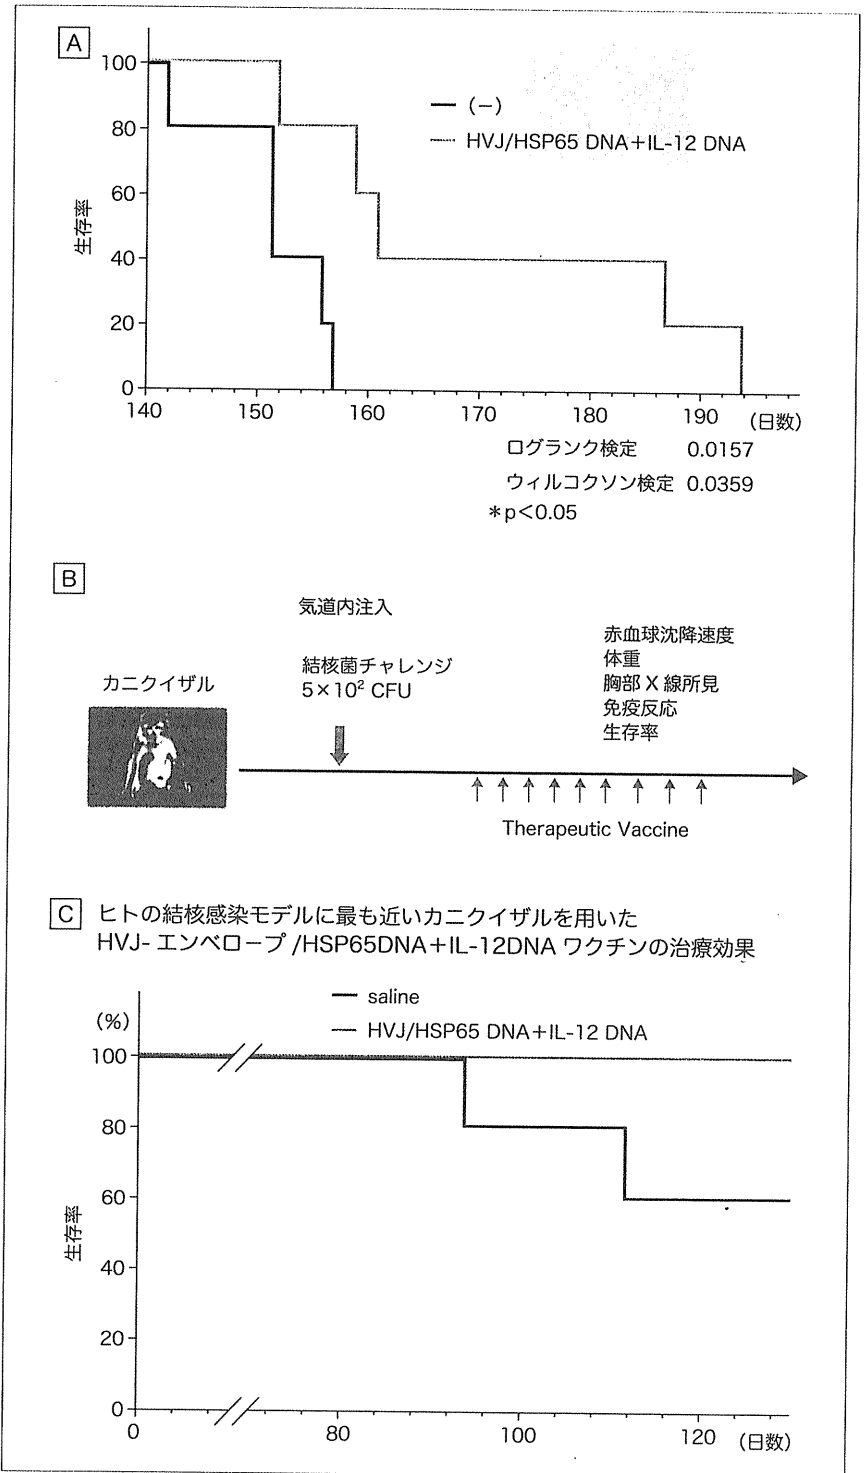 A
100
80
60
40
20
0
生存率
(−)
HVJ/HSP65 DNA+IL-12 DNA
140 150 160 170 180 190 (日数)
ログランク検定 0.0157
ウィルコクソン検定 0.0359
*p<0.05
B
気道内注入
結核菌チャレンジ
5×10² CFU
カニクイザル
赤血球沈降速度
体重
胸部X線所見
免疫反応
生存率
Therapeutic Vaccine
C ヒトの結核感染モデルに最も近いカニクイザルを用いた
HVJ-エンベロープ/HSP65DNA+IL-12DNAワクチンの治療効果
saline
HVJ/HSP65 DNA+IL-12 DNA
(%)
100
80
60
40
20
0
生存率
0 80 100 120 (日数)